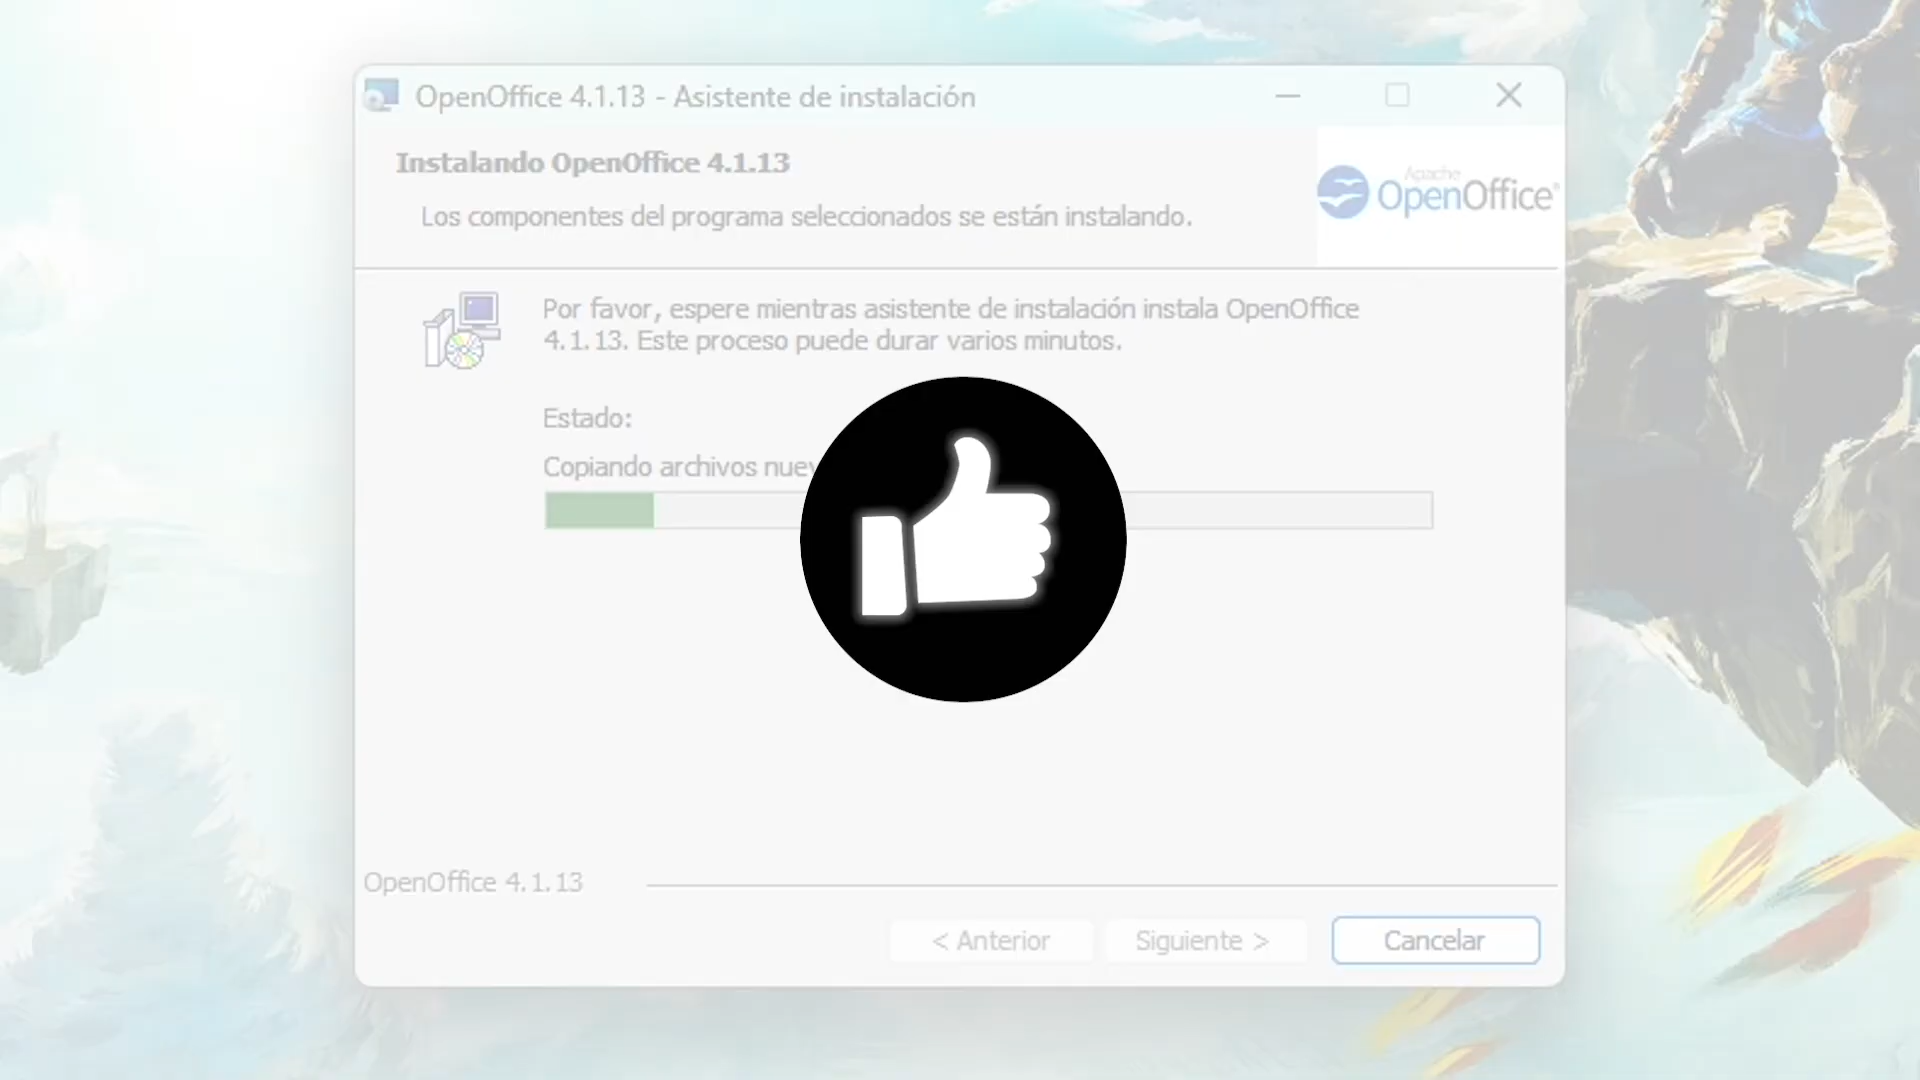 OpenOffice 4.1.13 - Asistente de instalación
Instalando OpenOffice 4.1.13
Los componentes del programa seleccionados se están instalando.
Apache
OpenOffice
Por favor, espere mientras asistente de instalación instala OpenOffice
4.1.13. Este proceso puede durar varios minutos.
Estado:
Copiando archivos
OpenOffice 4.1.13
< Anterior
Siguiente >
Cancelar